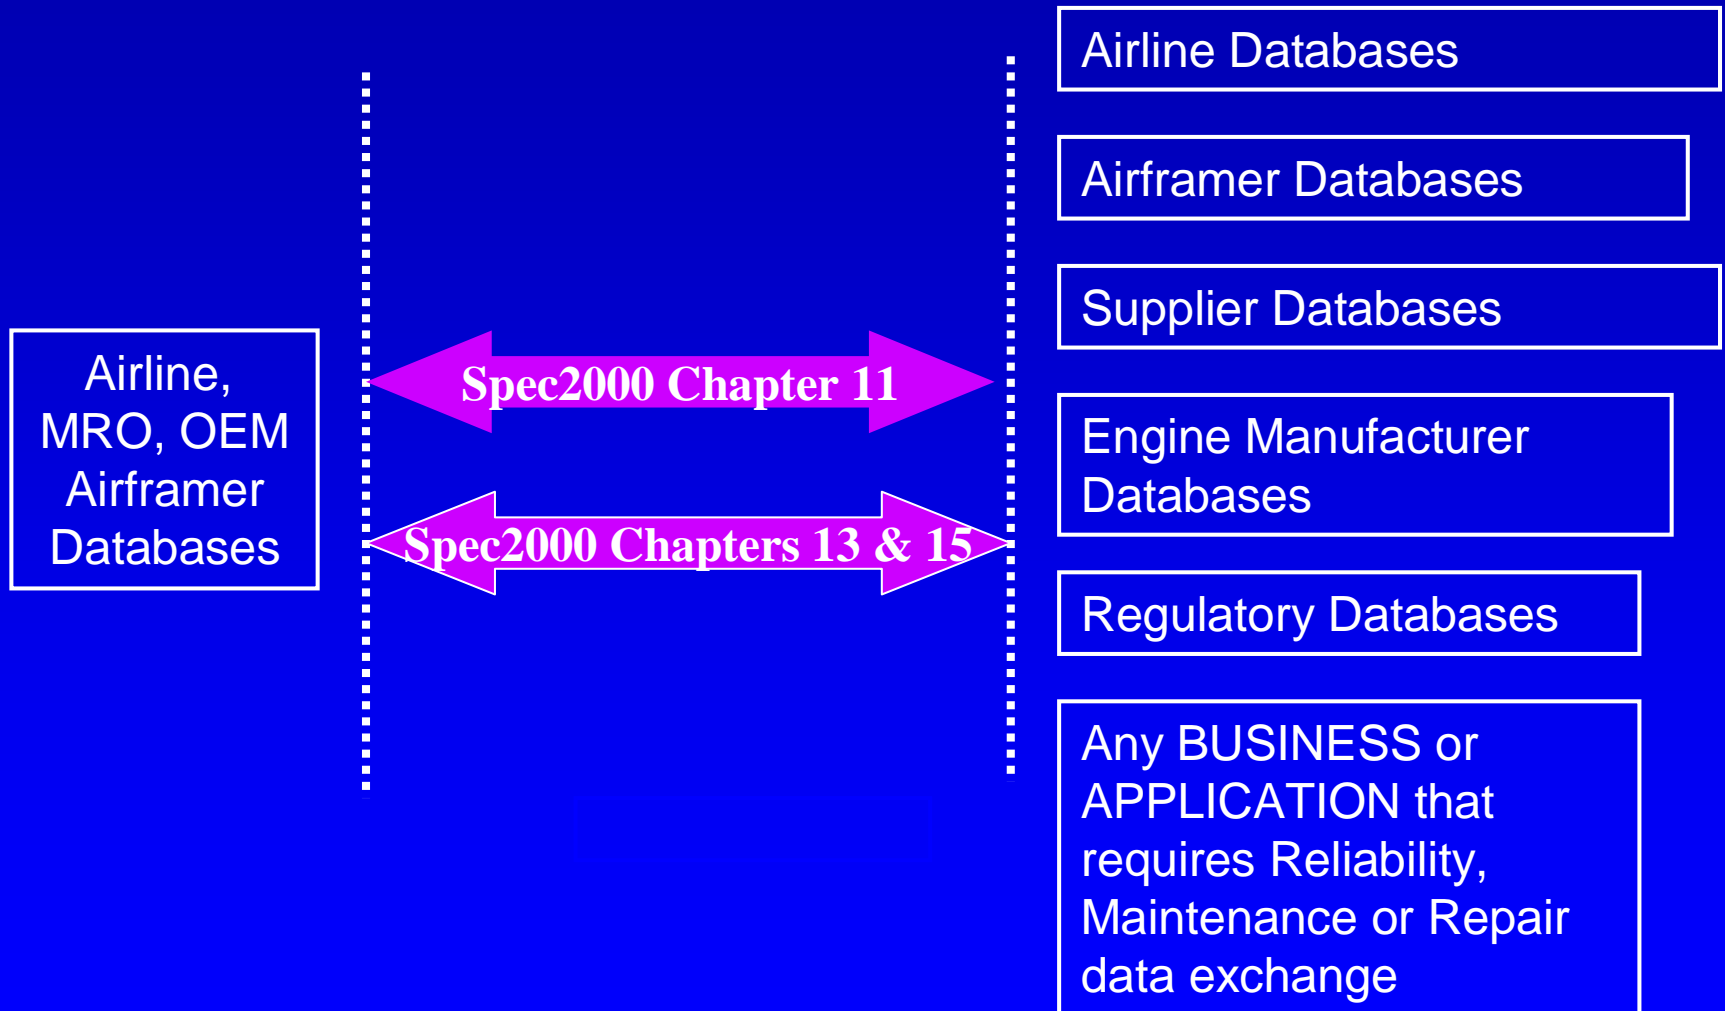 Airline,
MRO, OEM
Airframer
Databases
Spec2000 Chapter 11
Spec2000 Chapters 13 & 15
Airline Databases
Airframer Databases
Supplier Databases
Engine Manufacturer
Databases
Regulatory Databases
Any BUSINESS or
APPLICATION that
requires Reliability,
Maintenance or Repair
data exchange